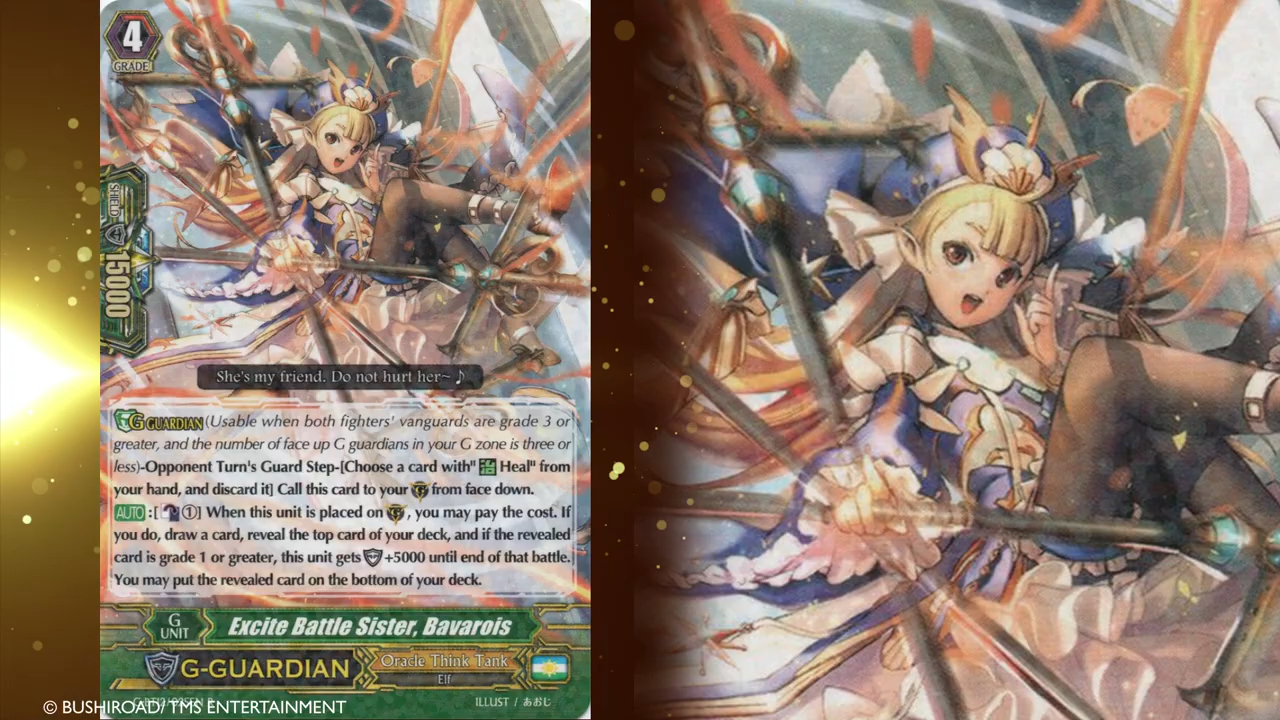 4
GRADE
SHIELD
15000
She's my friend. Do not hurt her~♪
G GUARDIAN (Usable when both fighters' vanguards are grade 3 or
greater, and the number of face up G guardians in your G zone is three or
less)-Opponent Turn's Guard Step-[Choose a card with" 治 Heal" from
your hand, and discard it] Call this card to your G from face down.
AUTO :[ ①] When this unit is placed on G , you may pay the cost. If
you do, draw a card, reveal the top card of your deck, and if the revealed
card is grade 1 or greater, this unit gets +5000 until end of that battle.
You may put the revealed card on the bottom of your deck.
G
UNIT
Excite Battle Sister, Bavarois
G-GUARDIAN
Oracle Think Tank
Elf
ILLUST / あおじ
© BUSHIROAD/ TMS ENTERTAINMENT